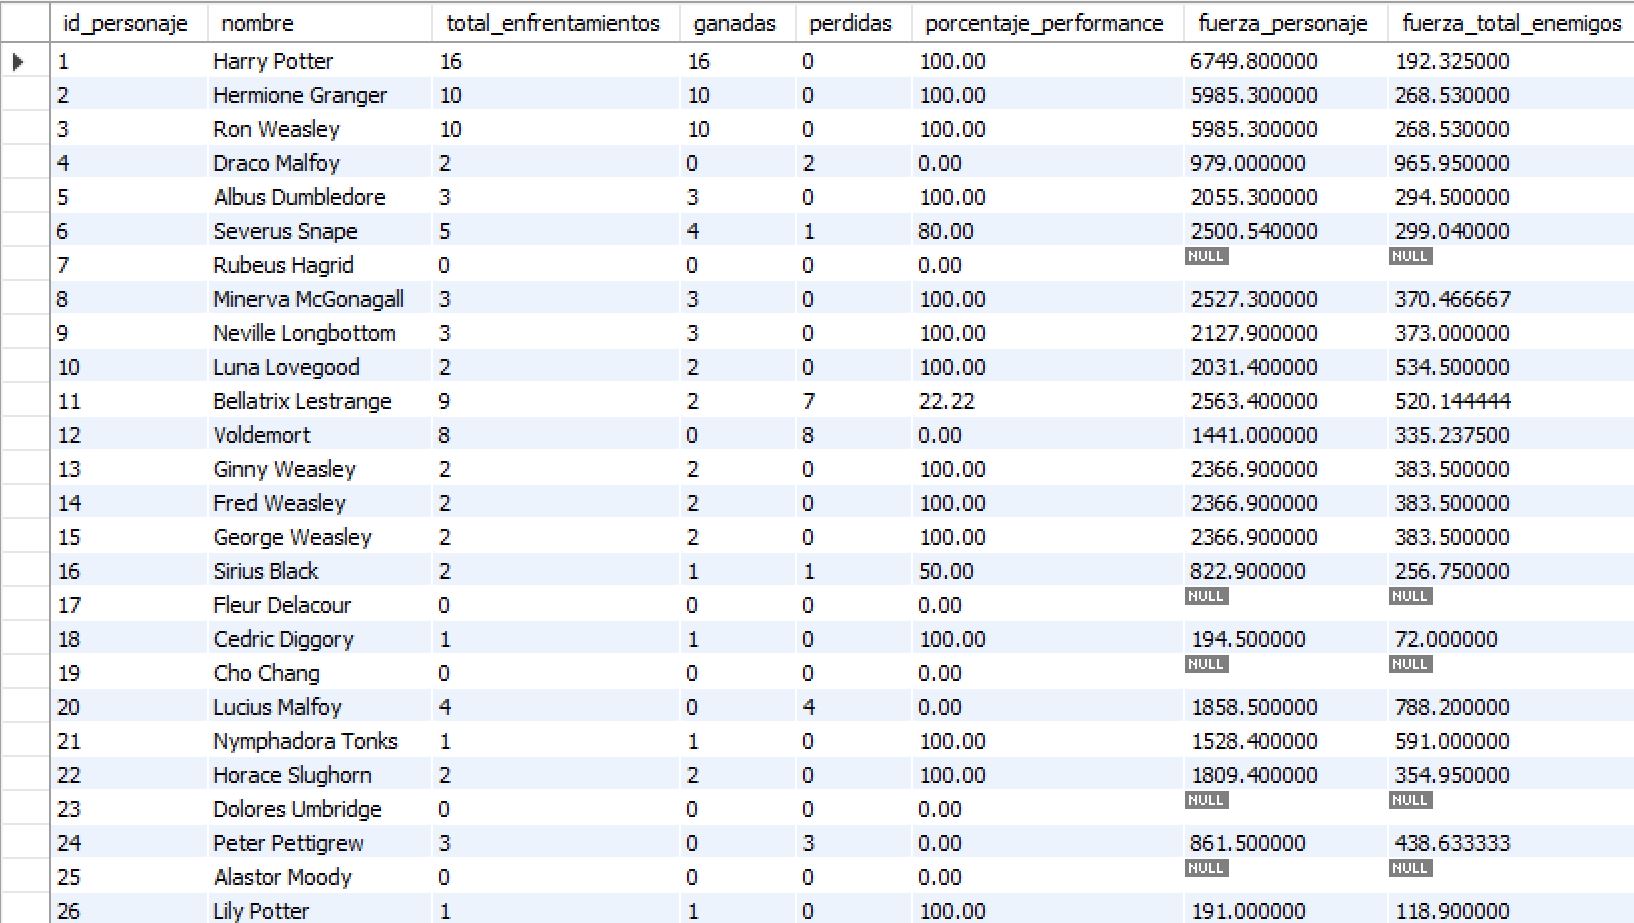 id_personaje nombre total_enfrentamientos ganadas perdidas porcentaje_performance fuerza_personaje fuerza_total_enemigos
1 Harry Potter 16 16 0 100.00 6749.800000 192.325000
2 Hermione Granger 10 10 0 100.00 5985.300000 268.530000
3 Ron Weasley 10 10 0 100.00 5985.300000 268.530000
4 Draco Malfoy 2 0 2 0.00 979.000000 965.950000
5 Albus Dumbledore 3 3 0 100.00 2055.300000 294.500000
6 Severus Snape 5 4 1 80.00 2500.540000 299.040000
7 Rubeus Hagrid 0 0 0 0.00 NULL NULL
8 Minerva McGonagall 3 3 0 100.00 2527.300000 370.466667
9 Neville Longbottom 3 3 0 100.00 2127.900000 373.000000
10 Luna Lovegood 2 2 0 100.00 2031.400000 534.500000
11 Bellatrix Lestrange 9 2 7 22.22 2563.400000 520.144444
12 Voldemort 8 0 8 0.00 1441.000000 335.237500
13 Ginny Weasley 2 2 0 100.00 2366.900000 383.500000
14 Fred Weasley 2 2 0 100.00 2366.900000 383.500000
15 George Weasley 2 2 0 100.00 2366.900000 383.500000
16 Sirius Black 2 1 1 50.00 822.900000 256.750000
17 Fleur Delacour 0 0 0 0.00 NULL NULL
18 Cedric Diggory 1 1 0 100.00 194.500000 72.000000
19 Cho Chang 0 0 0 0.00 NULL NULL
20 Lucius Malfoy 4 0 4 0.00 1858.500000 788.200000
21 Nymphadora Tonks 1 1 0 100.00 1528.400000 591.000000
22 Horace Slughorn 2 2 0 100.00 1809.400000 354.950000
23 Dolores Umbridge 0 0 0 0.00 NULL NULL
24 Peter Pettigrew 3 0 3 0.00 861.500000 438.633333
25 Alastor Moody 0 0 0 0.00 NULL NULL
26 Lily Potter 1 1 0 100.00 191.000000 118.900000